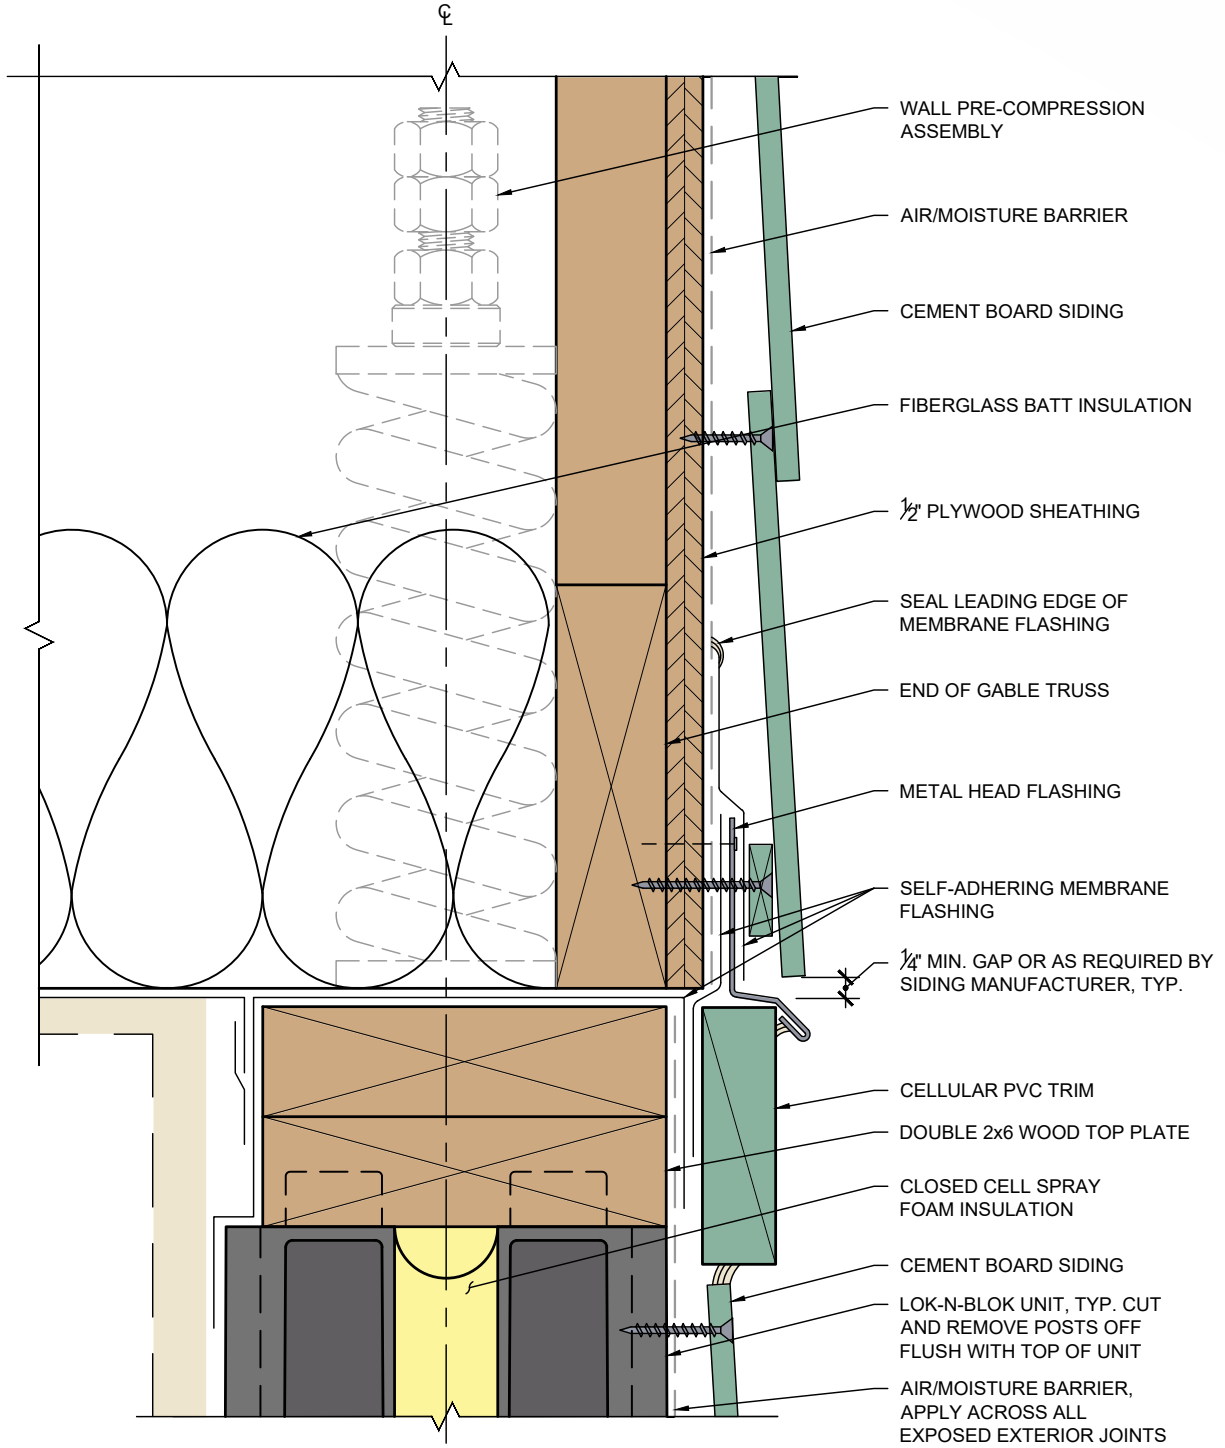 ℄
WALL PRE-COMPRESSION
ASSEMBLY
AIR/MOISTURE BARRIER
CEMENT BOARD SIDING
FIBERGLASS BATT INSULATION
1/2" PLYWOOD SHEATHING
SEAL LEADING EDGE OF
MEMBRANE FLASHING
END OF GABLE TRUSS
METAL HEAD FLASHING
SELF-ADHERING MEMBRANE
FLASHING
1/4" MIN. GAP OR AS REQUIRED BY
SIDING MANUFACTURER, TYP.
CELLULAR PVC TRIM
DOUBLE 2x6 WOOD TOP PLATE
CLOSED CELL SPRAY
FOAM INSULATION
CEMENT BOARD SIDING
LOK-N-BLOK UNIT, TYP. CUT
AND REMOVE POSTS OFF
FLUSH WITH TOP OF UNIT
AIR/MOISTURE BARRIER,
APPLY ACROSS ALL
EXPOSED EXTERIOR JOINTS